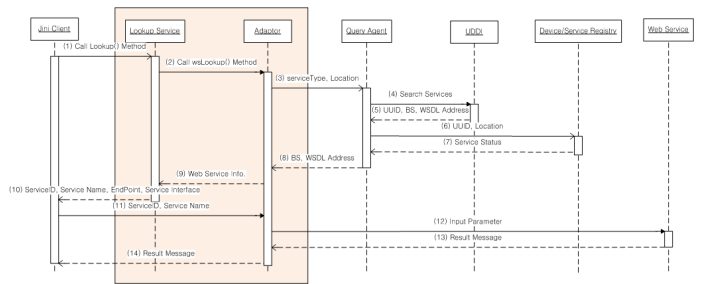 Jini Client
Lookup Service
Adaptor
Query Agent
UDDI
Device/Service Registry
Web Service
(1) Call Lookup() Method
(2) Call wsLookup() Method
(3) serviceType, Location
(4) Search Services
(5) UUID, BS, WSDL Address
(6) UUID, Location
(7) Service Status
(8) BS, WSDL Address
(9) Web Service Info.
(10) ServiceID, Service Name, EndPoint, Service Interface
(11) ServiceID, Service Name
(12) Input Parameter
(13) Result Message
(14) Result Message